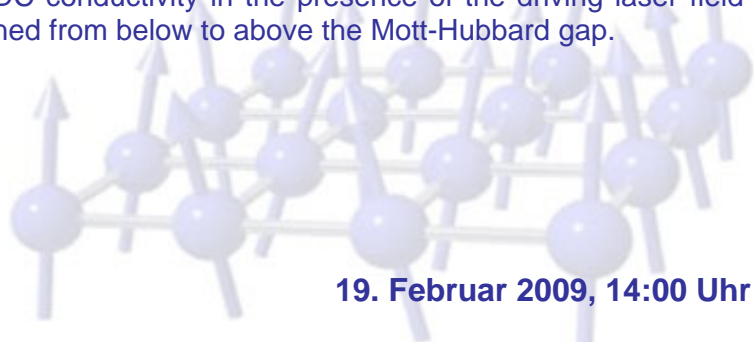 DC conductivity in the presence of the driving laser field
ned from below to above the Mott-Hubbard gap.
19. Februar 2009, 14:00 Uhr